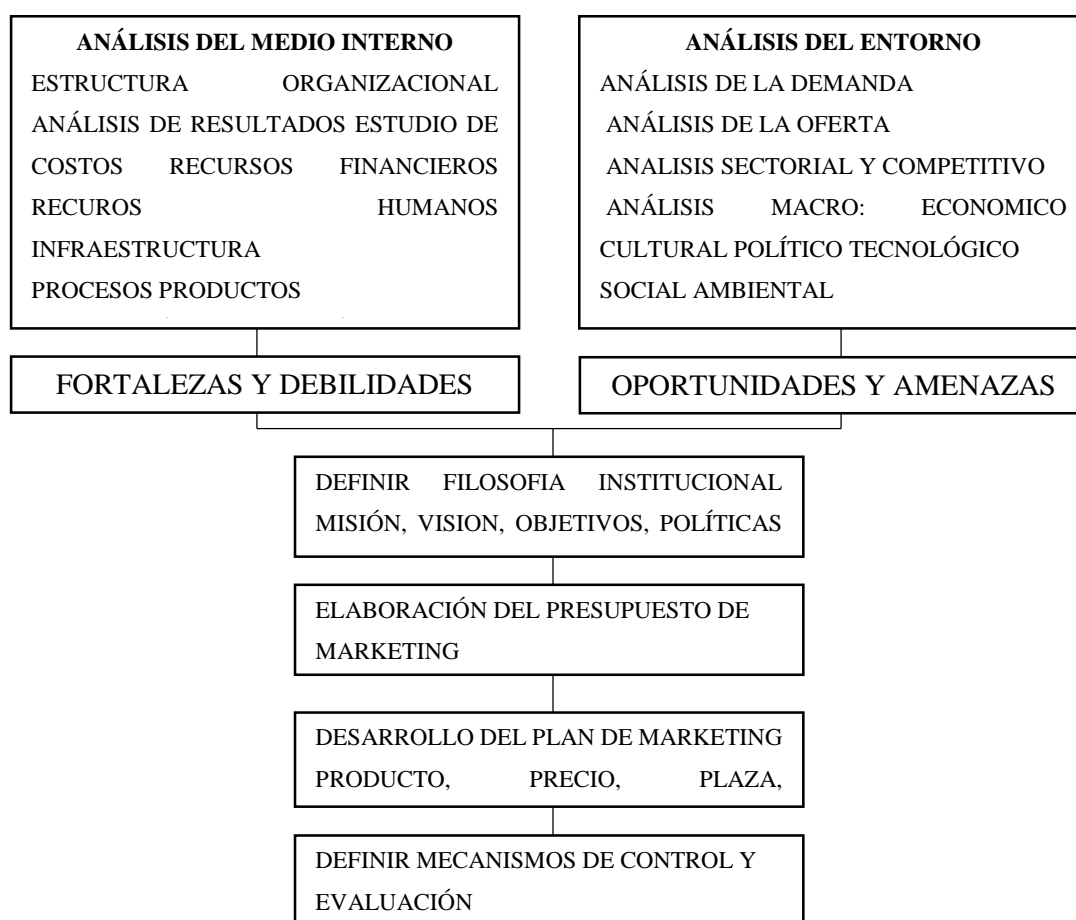 ANÁLISIS DEL MEDIO INTERNO
ESTRUCTURA ORGANIZACIONAL
ANÁLISIS DE RESULTADOS ESTUDIO DE
COSTOS RECURSOS FINANCIEROS
RECUROS HUMANOS
INFRAESTRUCTURA
PROCESOS PRODUCTOS
ANÁLISIS DEL ENTORNO
ANÁLISIS DE LA DEMANDA
ANÁLISIS DE LA OFERTA
ANALISIS SECTORIAL Y COMPETITIVO
ANÁLISIS MACRO: ECONOMICO
CULTURAL POLÍTICO TECNOLÓGICO
SOCIAL AMBIENTAL
FORTALEZAS Y DEBILIDADES
OPORTUNIDADES Y AMENAZAS
DEFINIR FILOSOFIA INSTITUCIONAL
MISIÓN, VISION, OBJETIVOS, POLÍTICAS
ELABORACIÓN DEL PRESUPUESTO DE
MARKETING
DESARROLLO DEL PLAN DE MARKETING
PRODUCTO, PRECIO, PLAZA,
DEFINIR MECANISMOS DE CONTROL Y
EVALUACIÓN